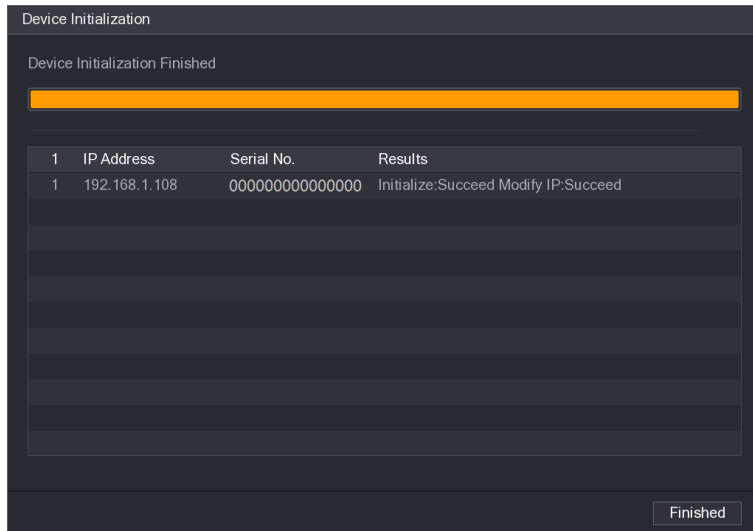 Device Initialization
Device Initialization Finished
1 IP Address Serial No. Results
1 192.168.1.108 000000000000000 Initialize:Succeed Modify IP:Succeed
Finished